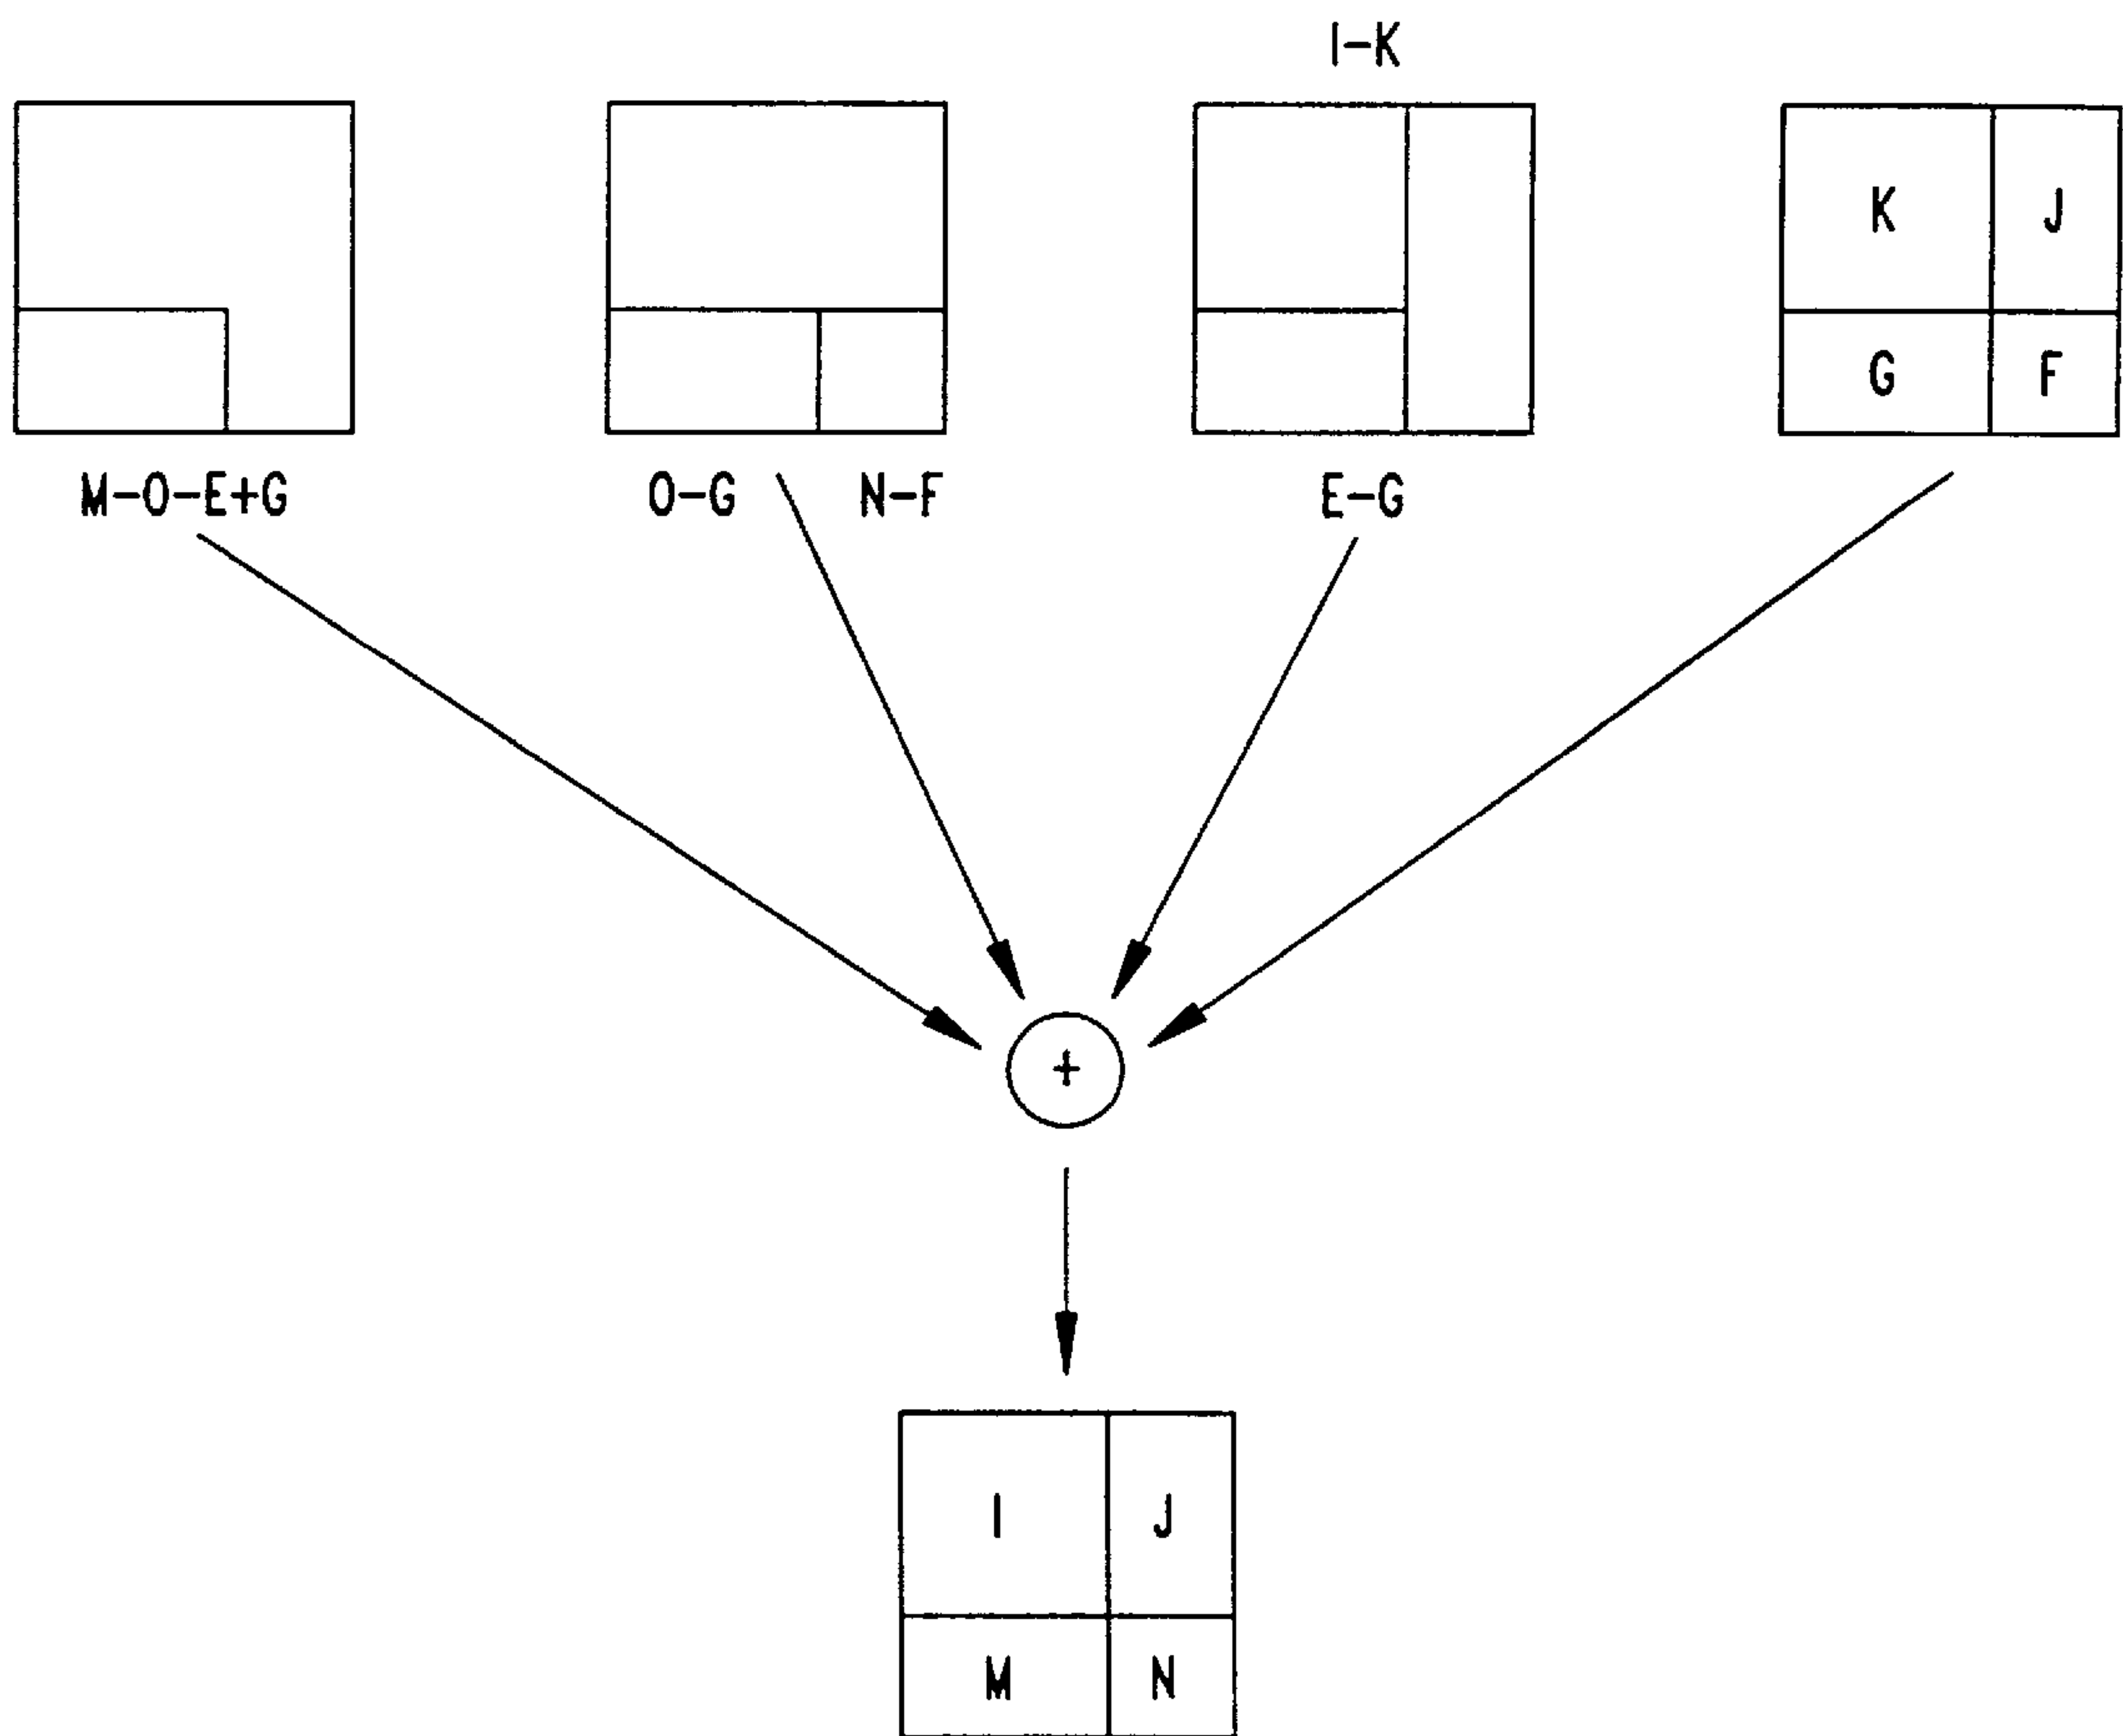 I-K
K J
G F
M-O-E+G O-G N-F E-G
+
I J
M N